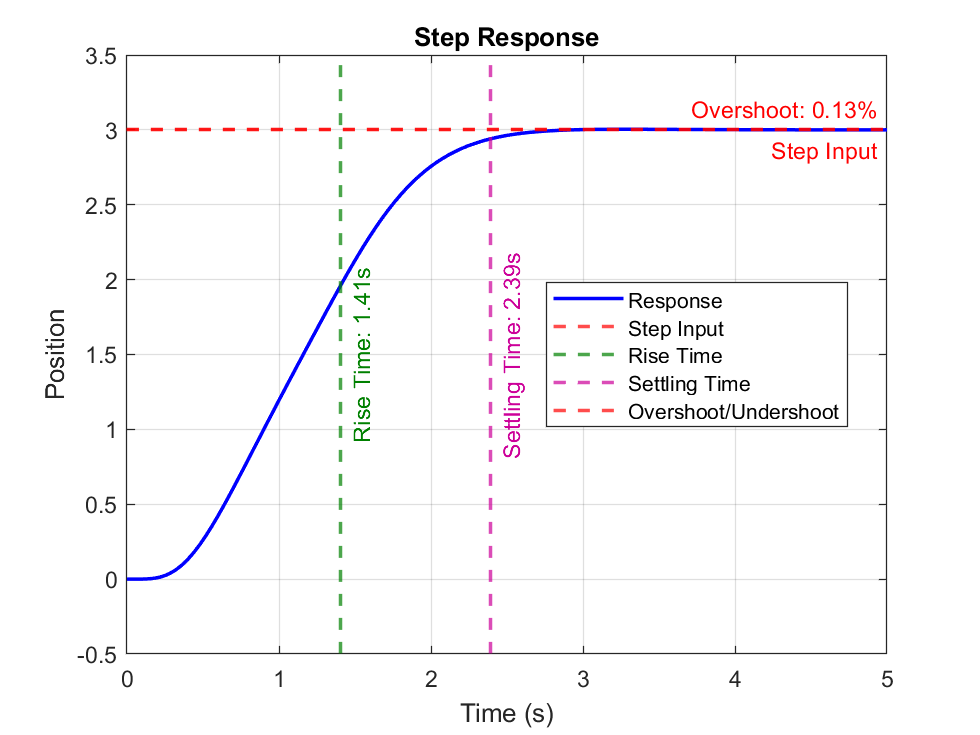 Step Response
3.5
3
2.5
2
1.5
1
0.5
0
-0.5
Position
Overshoot: 0.13%
Step Input
Rise Time: 1.41s
Settling Time: 2.39s
Response
Step Input
Rise Time
Settling Time
Overshoot/Undershoot
0 1 2 3 4 5
Time (s)